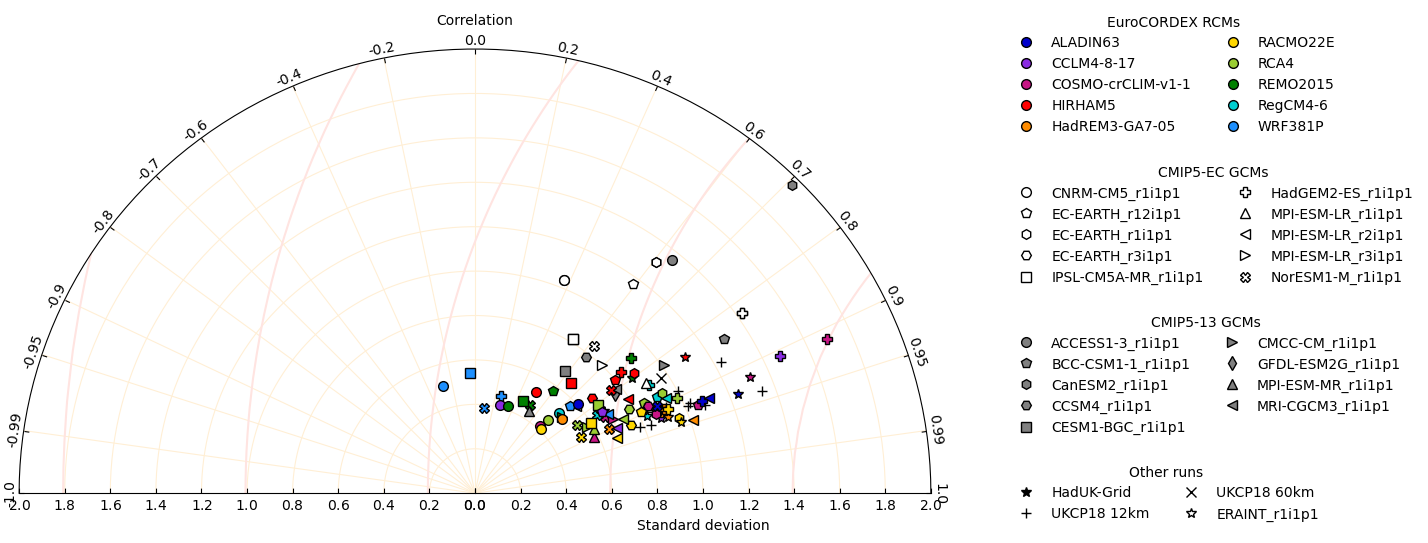 Correlation
-0.2 0.0 0.2
-0.4 0.4
-0.6 0.6
-0.7 0.7
-0.8 0.8
-0.9 0.9
-0.95 0.95
-0.99 0.99
1.0 1.0
2.0 1.8 1.6 1.4 1.2 1.0 0.8 0.6 0.4 0.2 0.0 0.0 0.2 0.4 0.6 0.8 1.0 1.2 1.4 1.6 1.8 2.0
Standard deviation
EuroCORDEX RCMs
ALADIN63 RACMO22E
CCLM4-8-17 RCA4
COSMO-crCLIM-v1-1 REMO2015
HIRHAM5 RegCM4-6
HadREM3-GA7-05 WRF381P
CMIP5-EC GCMs
CNRM-CM5_r1i1p1 HadGEM2-ES_r1i1p1
EC-EARTH_r12i1p1 MPI-ESM-LR_r1i1p1
EC-EARTH_r1i1p1 MPI-ESM-LR_r2i1p1
EC-EARTH_r3i1p1 MPI-ESM-LR_r3i1p1
IPSL-CM5A-MR_r1i1p1 NorESM1-M_r1i1p1
CMIP5-13 GCMs
ACCESS1-3_r1i1p1 CMCC-CM_r1i1p1
BCC-CSM1-1_r1i1p1 GFDL-ESM2G_r1i1p1
CanESM2_r1i1p1 MPI-ESM-MR_r1i1p1
CCSM4_r1i1p1 MRI-CGCM3_r1i1p1
CESM1-BGC_r1i1p1
Other runs
HadUK-Grid UKCP18 60km
UKCP18 12km ERAINT_r1i1p1